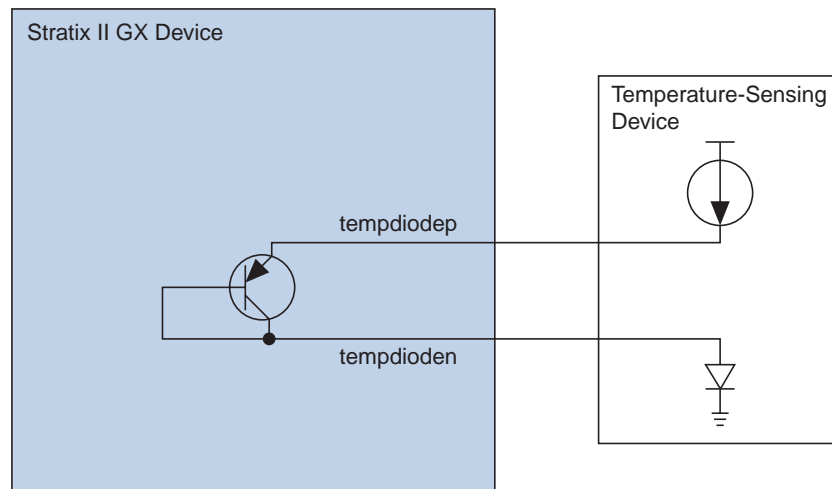 Stratix II GX Device
Temperature-Sensing
Device
tempdiodep
tempdioden